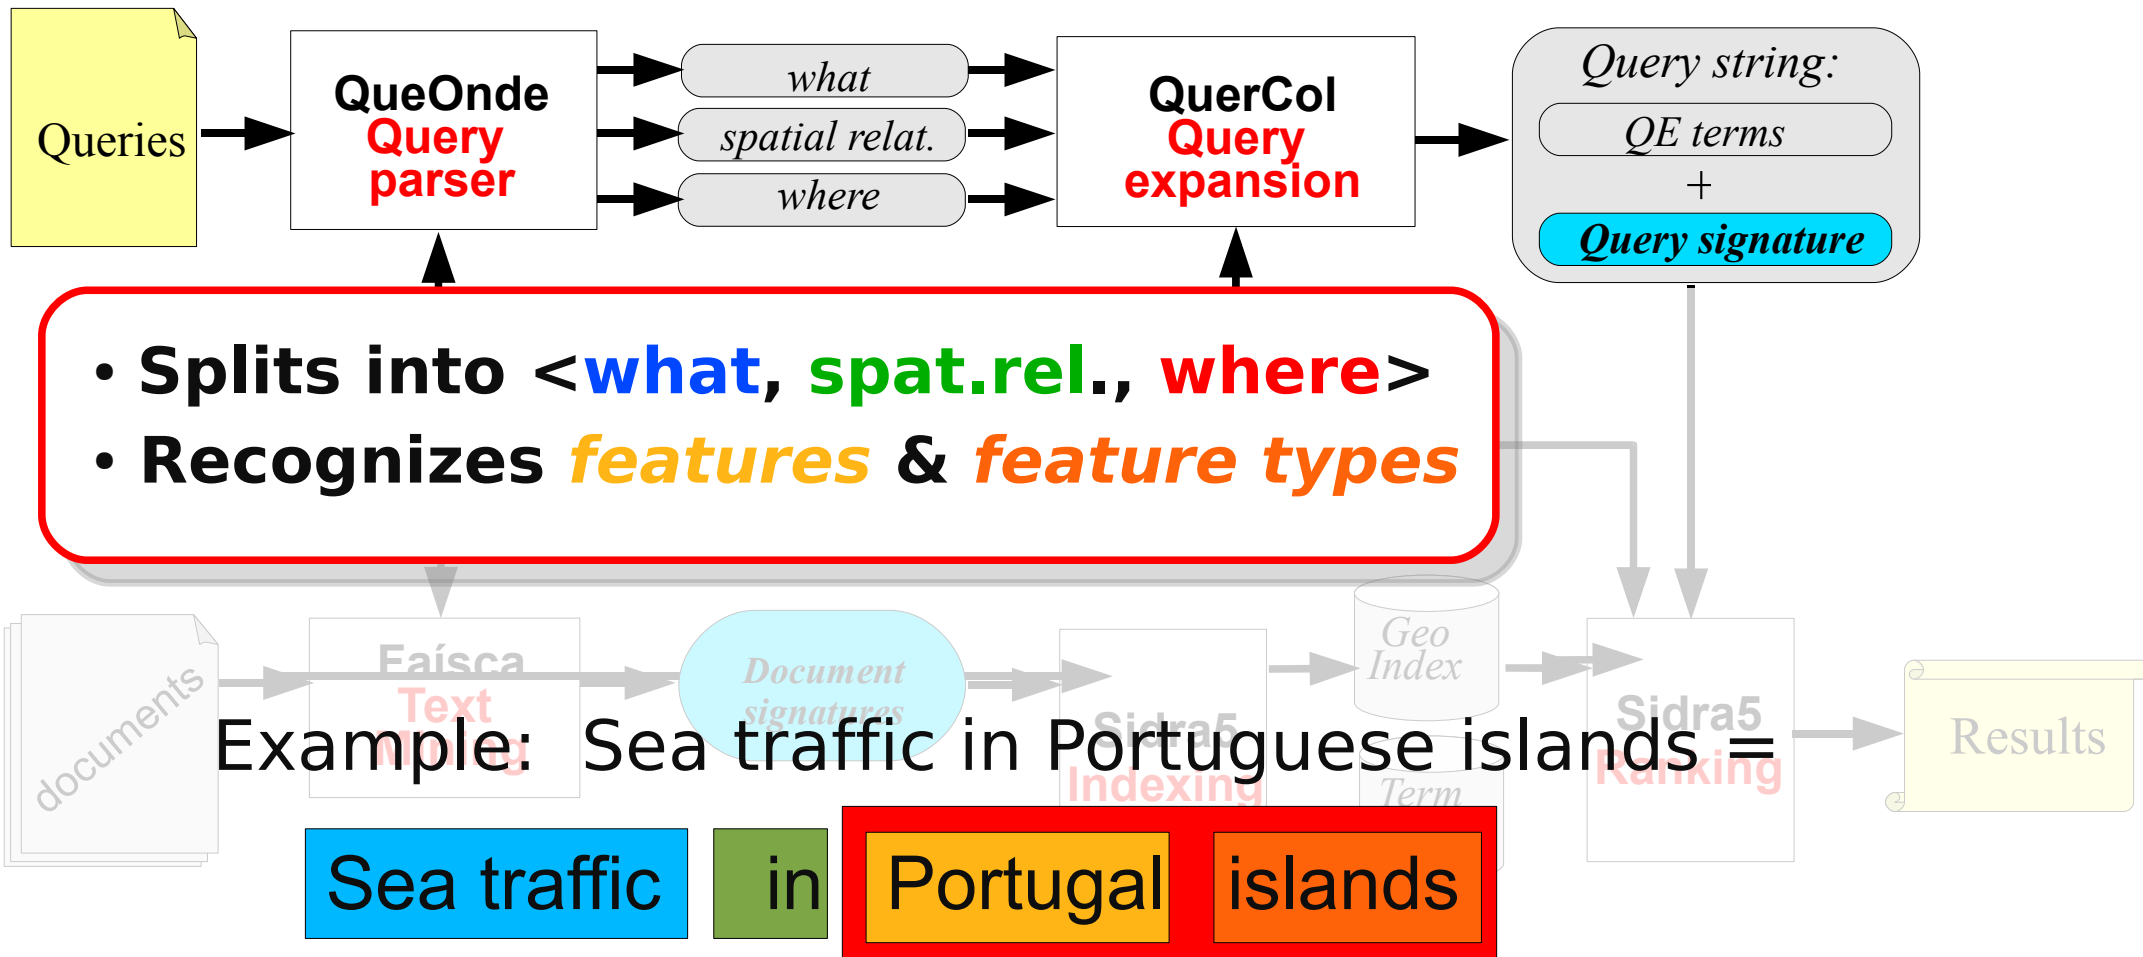 Queries
QueOnde
Query
parser
what
spatial relat.
where
QuerCol
Query
expansion
Query string:
QE terms
+
Query signature
• Splits into <what, spat.rel., where>
• Recognizes features & feature types
documents
Faísca
Text
Mining
Document
signatures
Sidra5
Indexing
Geo
Index
Term
Sidra5
Ranking
Results
Example: Sea traffic in Portuguese islands =
Sea traffic in Portugal islands